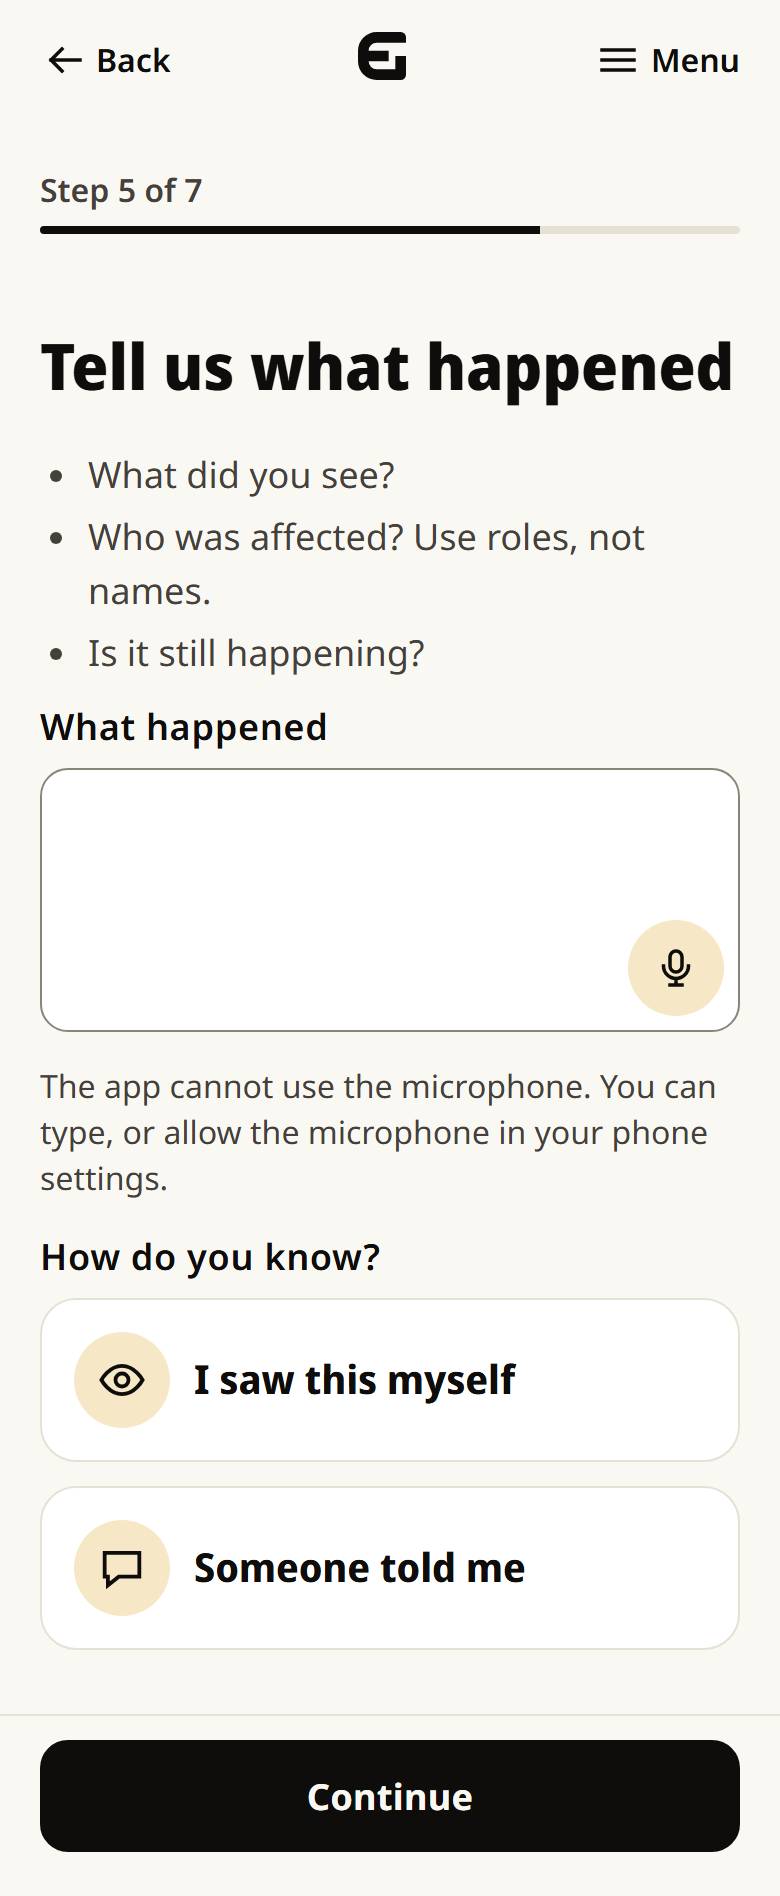 Back
Menu
Step 5 of 7
Tell us what happened
What did you see?
Who was affected? Use roles, not
names.
Is it still happening?
What happened
The app cannot use the microphone. You can
type, or allow the microphone in your phone
settings.
How do you know?
I saw this myself
Someone told me
Continue